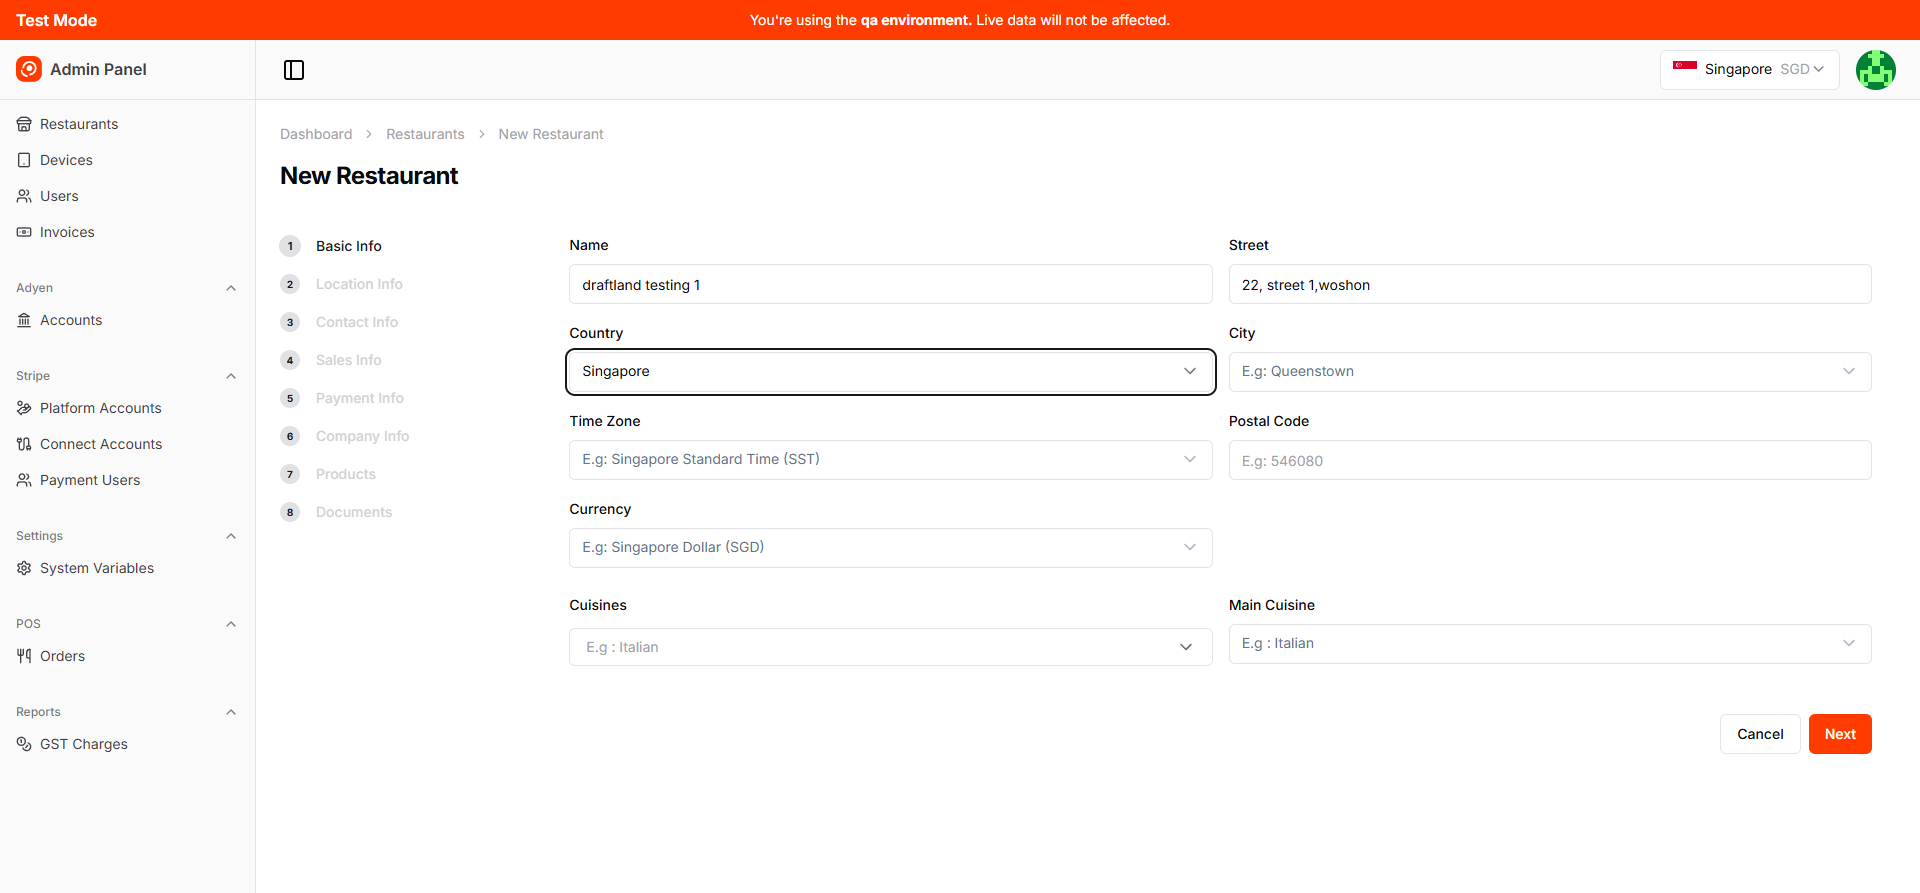 Test Mode
You're using the qa environment. Live data will not be affected.
Admin Panel
Singapore SGD
Restaurants
Devices
Users
Invoices
Adyen
Accounts
Stripe
Platform Accounts
Connect Accounts
Payment Users
Settings
System Variables
POS
Orders
Reports
GST Charges
Dashboard > Restaurants > New Restaurant
New Restaurant
1 Basic Info
2 Location Info
3 Contact Info
4 Sales Info
5 Payment Info
6 Company Info
7 Products
8 Documents
Name
draftland testing 1
Street
22, street 1,woshon
Country
Singapore
City
E.g: Queenstown
Time Zone
E.g: Singapore Standard Time (SST)
Postal Code
E.g: 546080
Currency
E.g: Singapore Dollar (SGD)
Cuisines
E.g : Italian
Main Cuisine
E.g : Italian
Cancel
Next